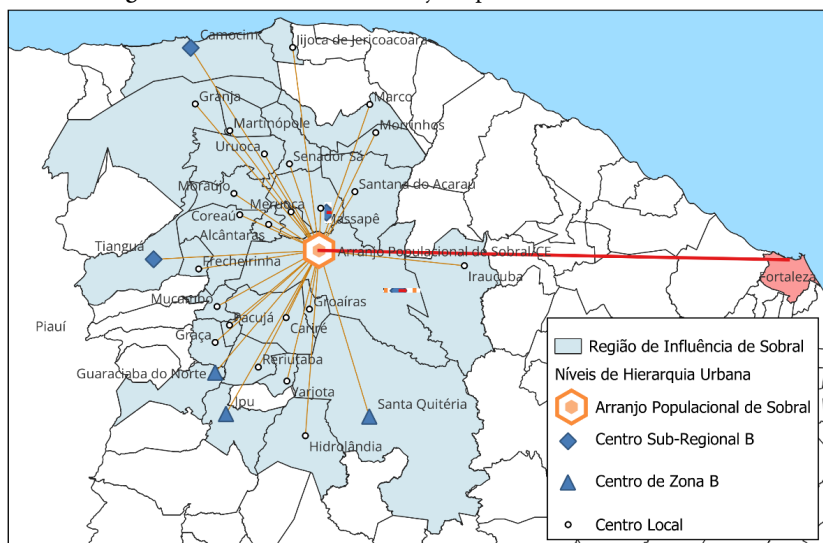 Camocim
Jijoca de Jericoacoara
Granja
Marco
Martinópole
Morrinhos
Uruoca
Senador Sá
Moraújo
Santana do Acaraú
Meruoca
Coreaú
Massapê
Alcântaras
Tianguá
Arranjo Populacional de Sobral/CE
Frecheirinha
Irauçuba
Fortaleza
Mucambo
Groaíras
Pacujá
Cariré
Piauí
Graça
Reriutaba
Guaraciaba do Norte
Varjota
Ipu
Santa Quitéria
Hidrolândia
Região de Influência de Sobral
Níveis de Hierarquia Urbana
Arranjo Populacional de Sobral
Centro Sub-Regional B
Centro de Zona B
Centro Local